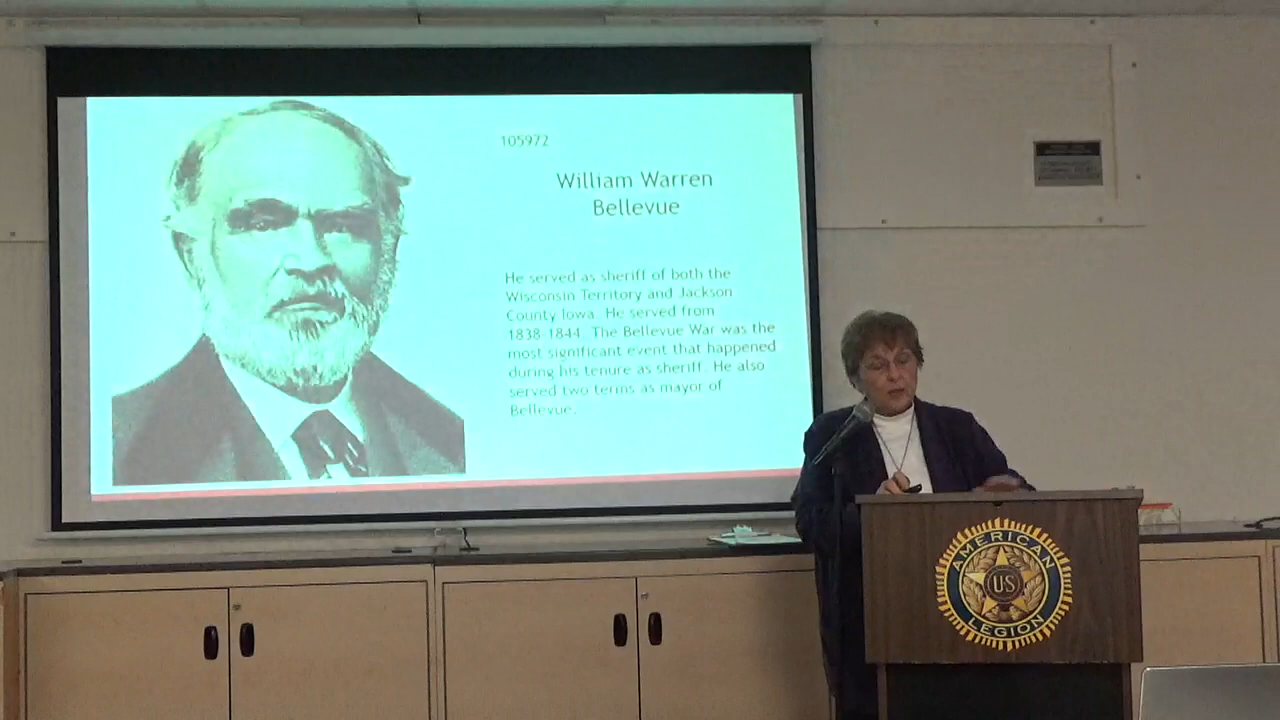 105972
William Warren
Bellevue
He served as sheriff of both the
Wisconsin Territory and Jackson
County Iowa. He served from
1838-1844. The Bellevue War was the
most significant event that happened
during his tenure as sheriff. He also
served two terms as mayor of
Bellevue.
AMERICAN
US
LEGION